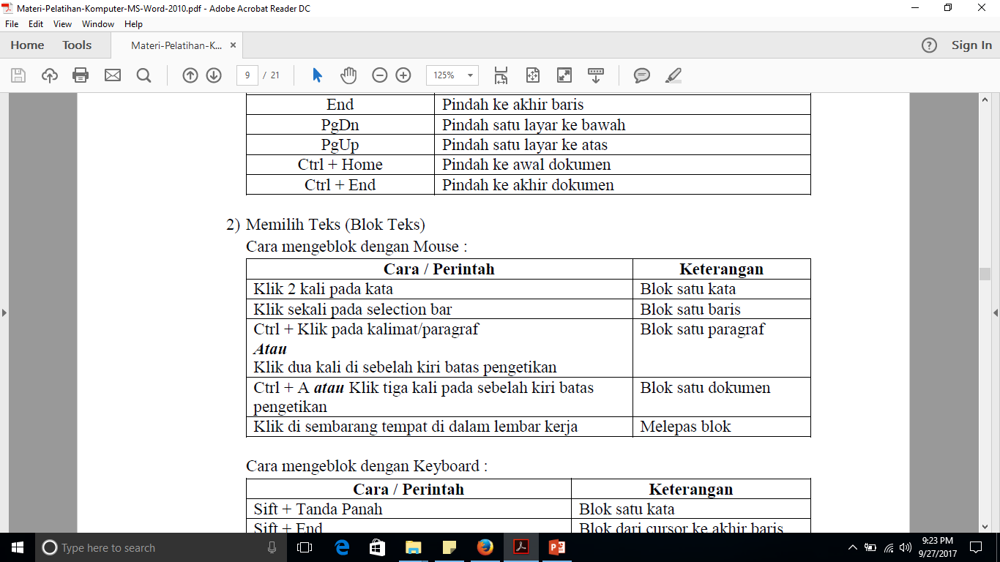 Materi-Pelatihan-Komputer-MS-Word-2010.pdf - Adobe Acrobat Reader DC
File Edit View Window Help
Home Tools Materi-Pelatihan-K... × ? Sign In
9 / 21 125%
End Pindah ke akhir baris
PgDn Pindah satu layar ke bawah
PgUp Pindah satu layar ke atas
Ctrl + Home Pindah ke awal dokumen
Ctrl + End Pindah ke akhir dokumen
2) Memilih Teks (Blok Teks)
Cara mengeblok dengan Mouse :
Cara / Perintah Keterangan
Klik 2 kali pada kata Blok satu kata
Klik sekali pada selection bar Blok satu baris
Ctrl + Klik pada kalimat/paragraf Blok satu paragraf
Atau
Klik dua kali di sebelah kiri batas pengetikan
Ctrl + A atau Klik tiga kali pada sebelah kiri batas Blok satu dokumen
pengetikan
Klik di sembarang tempat di dalam lembar kerja Melepas blok
Cara mengeblok dengan Keyboard :
Cara / Perintah Keterangan
Sift + Tanda Panah Blok satu kata
Sift + End Blok dari cursor ke akhir baris
Type here to search 9:23 PM
9/27/2017